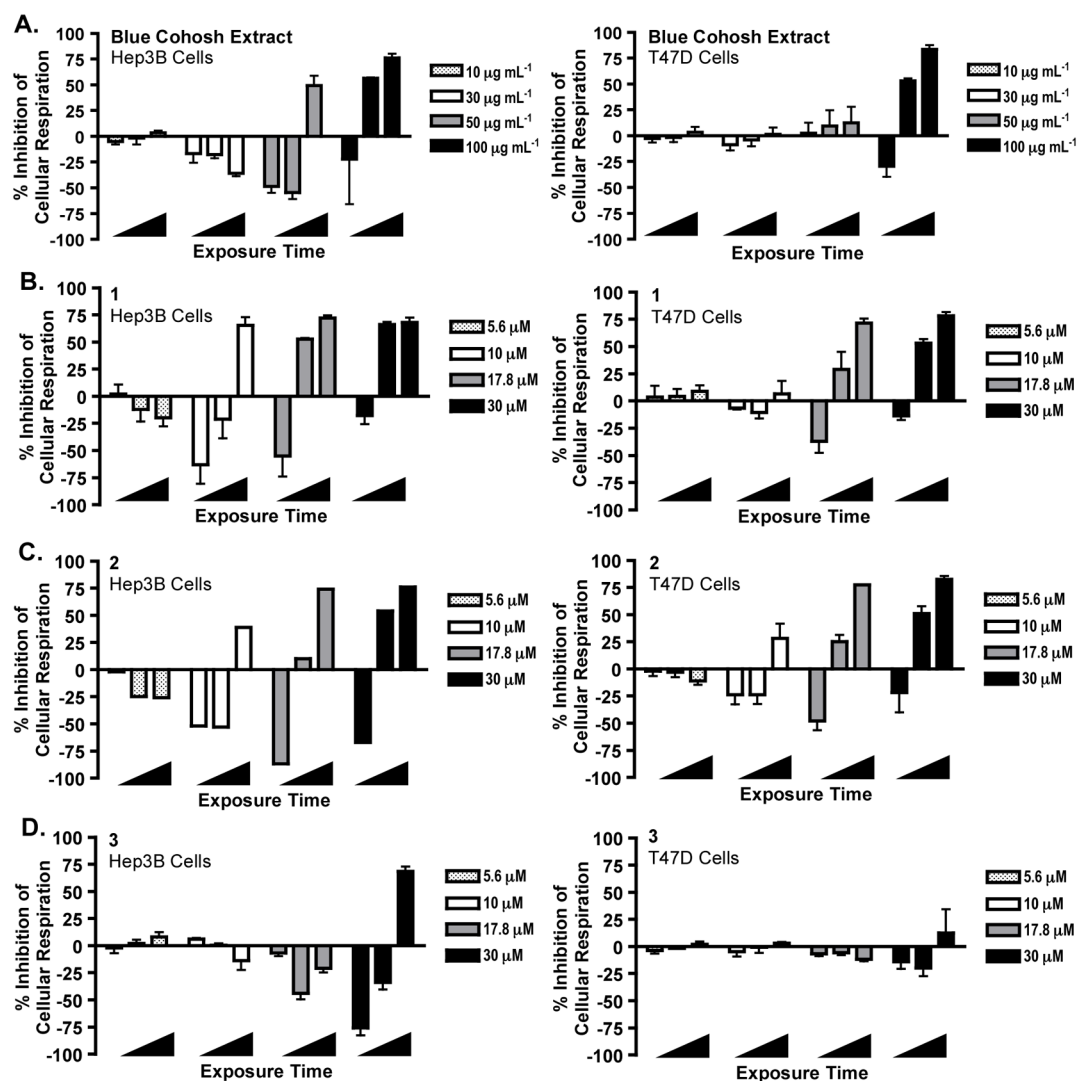 A.
Blue Cohosh Extract
Hep3B Cells
% Inhibition of
Cellular Respiration
100
75
50
25
0
-25
-50
-75
-100
Exposure Time
10 µg mL-1
30 µg mL-1
50 µg mL-1
100 µg mL-1
Blue Cohosh Extract
T47D Cells
% Inhibition of
Cellular Respiration
100
75
50
25
0
-25
-50
-75
-100
Exposure Time
10 µg mL-1
30 µg mL-1
50 µg mL-1
100 µg mL-1
B.
1
Hep3B Cells
% Inhibition of
Cellular Respiration
100
75
50
25
0
-25
-50
-75
-100
Exposure Time
5.6 µM
10 µM
17.8 µM
30 µM
1
T47D Cells
% Inhibition of
Cellular Respiration
100
75
50
25
0
-25
-50
-75
-100
Exposure Time
5.6 µM
10 µM
17.8 µM
30 µM
C.
2
Hep3B Cells
% Inhibition of
Cellular Respiration
100
75
50
25
0
-25
-50
-75
-100
Exposure Time
5.6 µM
10 µM
17.8 µM
30 µM
2
T47D Cells
% Inhibition of
Cellular Respiration
100
75
50
25
0
-25
-50
-75
-100
Exposure Time
5.6 µM
10 µM
17.8 µM
30 µM
D.
3
Hep3B Cells
% Inhibition of
Cellular Respiration
100
75
50
25
0
-25
-50
-75
-100
Exposure Time
5.6 µM
10 µM
17.8 µM
30 µM
3
T47D Cells
% Inhibition of
Cellular Respiration
100
75
50
25
0
-25
-50
-75
-100
Exposure Time
5.6 µM
10 µM
17.8 µM
30 µM